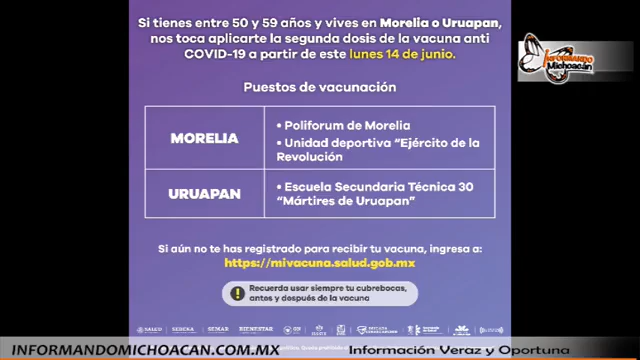 Si tienes entre 50 y 59 años y vives en Morelia o Uruapan,
nos toca aplicarte la segunda dosis de la vacuna anti
COVID-19 a partir de este lunes 14 de junio.
INFORMANDO
Michoacán
Puestos de vacunación
MORELIA
• Poliforum de Morelia
• Unidad deportiva “Ejército de la
Revolución
URUAPAN
• Escuela Secundaria Técnica 30
“Mártires de Uruapan”
Si aún no te has registrado para recibir tu vacuna, ingresa a:
https://mivacuna.salud.gob.mx
Recuerda usar siempre tu cubrebocas,
antes y después de la vacuna
SALUD SEDENA SEMAR BIENESTAR
INFORMANDOMICHOACAN.COM.MX Información Veraz y Oportuna